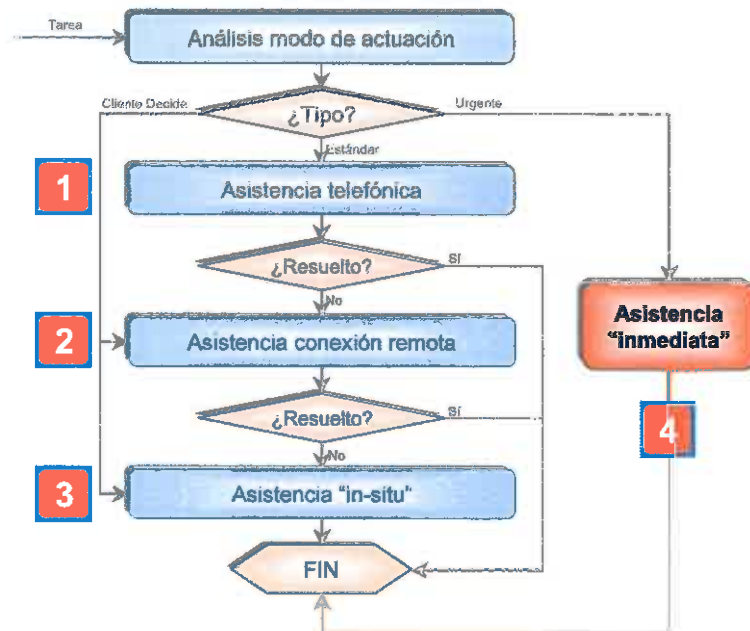 Tarea
Análisis modo de actuación
Cliente Decide
¿Tipo?
Urgente
Estándar
1
Asistencia telefónica
¿Resuelto?
Sí
No
Asistencia
"inmediata"
2
Asistencia conexión remota
¿Resuelto?
Sí
4
No
3
Asistencia "in-situ"
FIN